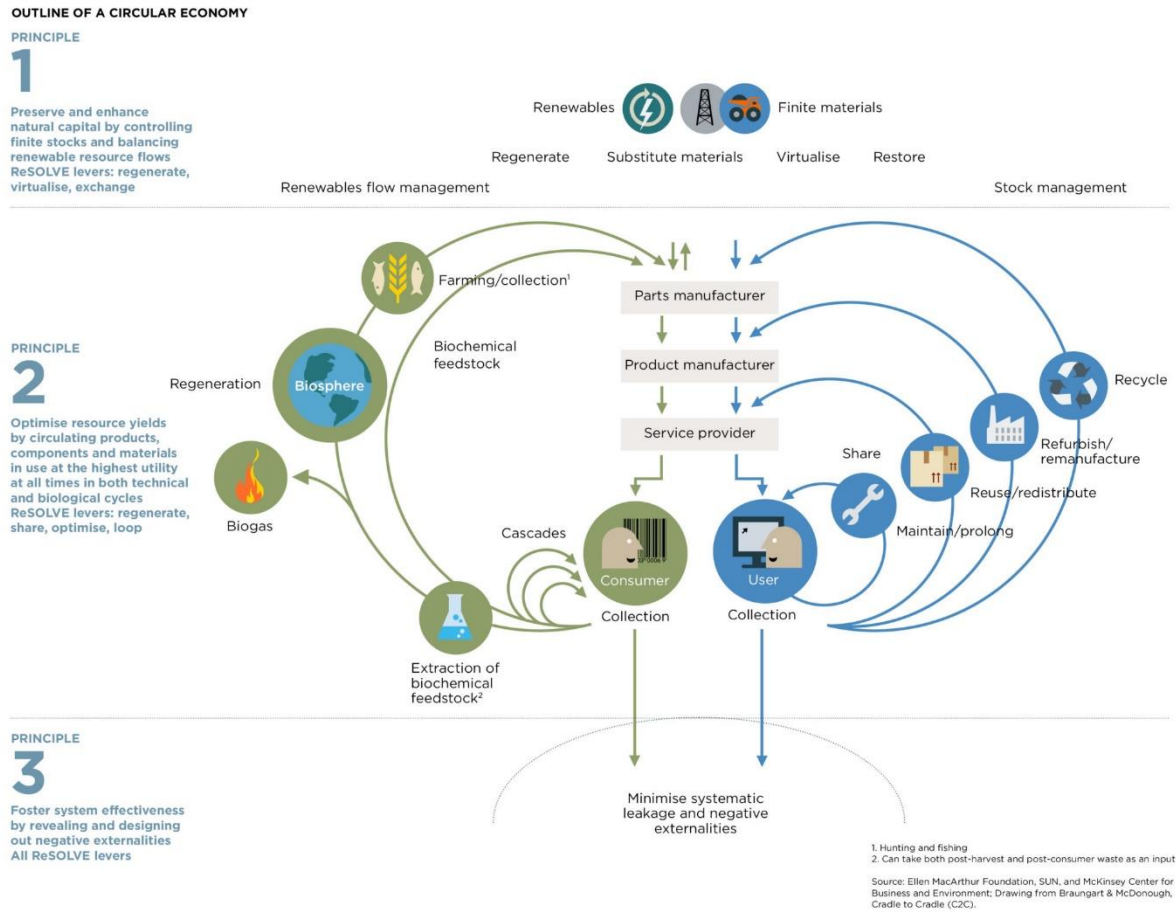 OUTLINE OF A CIRCULAR ECONOMY
PRINCIPLE
1
Preserve and enhance
natural capital by controlling
finite stocks and balancing
renewable resource flows
ReSOLVE levers: regenerate,
virtualise, exchange
Renewables
Finite materials
Regenerate
Substitute materials
Virtualise
Restore
Renewables flow management
Stock management
PRINCIPLE
2
Optimise resource yields
by circulating products,
components and materials
in use at the highest utility
at all times in both technical
and biological cycles
ReSOLVE levers: regenerate,
share, optimise, loop
Farming/collection¹
Biochemical
feedstock
Regeneration
Biosphere
Biogas
Cascades
Extraction of
biochemical
feedstock²
Parts manufacturer
Product manufacturer
Service provider
Consumer
Collection
User
Collection
Share
Maintain/prolong
Reuse/redistribute
Refurbish/
remanufacture
Recycle
PRINCIPLE
3
Foster system effectiveness
by revealing and designing
out negative externalities
All ReSOLVE levers
Minimise systematic
leakage and negative
externalities
1. Hunting and fishing
2. Can take both post-harvest and post-consumer waste as an input
Source: Ellen MacArthur Foundation, SUN, and McKinsey Center for
Business and Environment; Drawing from Braungart & McDonough,
Cradle to Cradle (C2C).